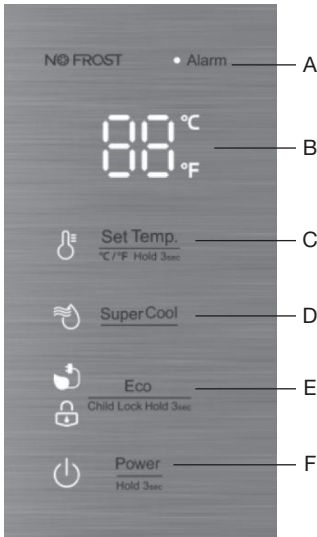 NO FROST
Alarm
A
88 °C
°F
B
Set Temp.
°C/°F Hold 3sec
C
Super Cool
D
Eco
Child Lock Hold 3sec
E
Power
Hold 3sec
F